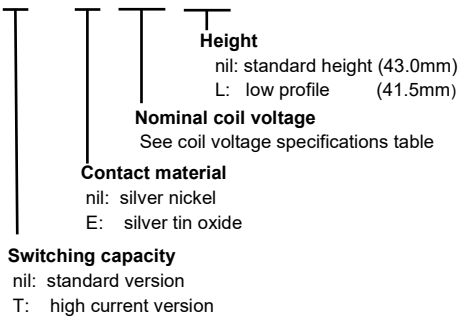 Height
nil: standard height (43.0mm)
L: low profile (41.5mm)
Nominal coil voltage
See coil voltage specifications table
Contact material
nil: silver nickel
E: silver tin oxide
Switching capacity
nil: standard version
T: high current version